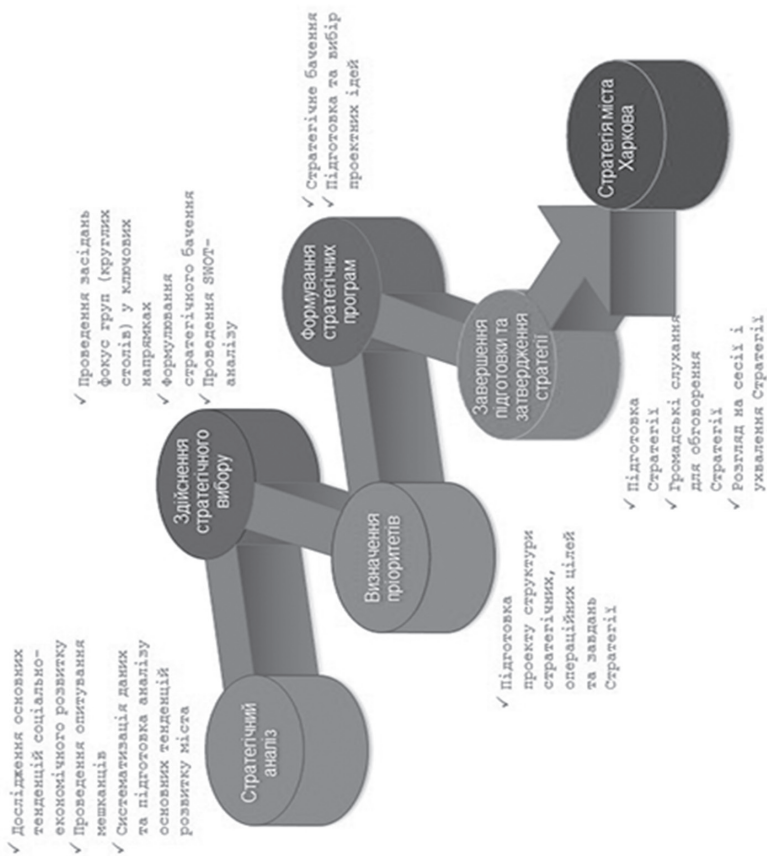 ✓ Дослідження основних
тенденцій соціально-
економічного розвитку
✓ Проведення опитування
мешканців
✓ Систематизація даних
та підготовка аналізу
основних тенденцій
розвитку міста
Стратегічний
аналіз
✓ Проведення засідань
фокус груп (круглих
столів) у ключових
напрямках
✓ Формулювання
стратегічного бачення
✓ Проведення SWOT-
аналізу
Здійснення
стратегічного
вибору
Визначення
пріоритетів
✓ Підготовка
проекту структури
стратегічних,
операційних цілей
та завдань
Стратегії
✓ Стратегічне бачення
✓ Підготовка та вибір
проектних ідей
Формування
стратегічних
програм
Завершення
підготовки та
затвердження
стратегії
✓ Підготовка
Стратегії
✓ Громадські слухання
для обговорення
Стратегії
✓ Розгляд на сесії і
ухвалення Стратегії
Стратегія міста
Харкова